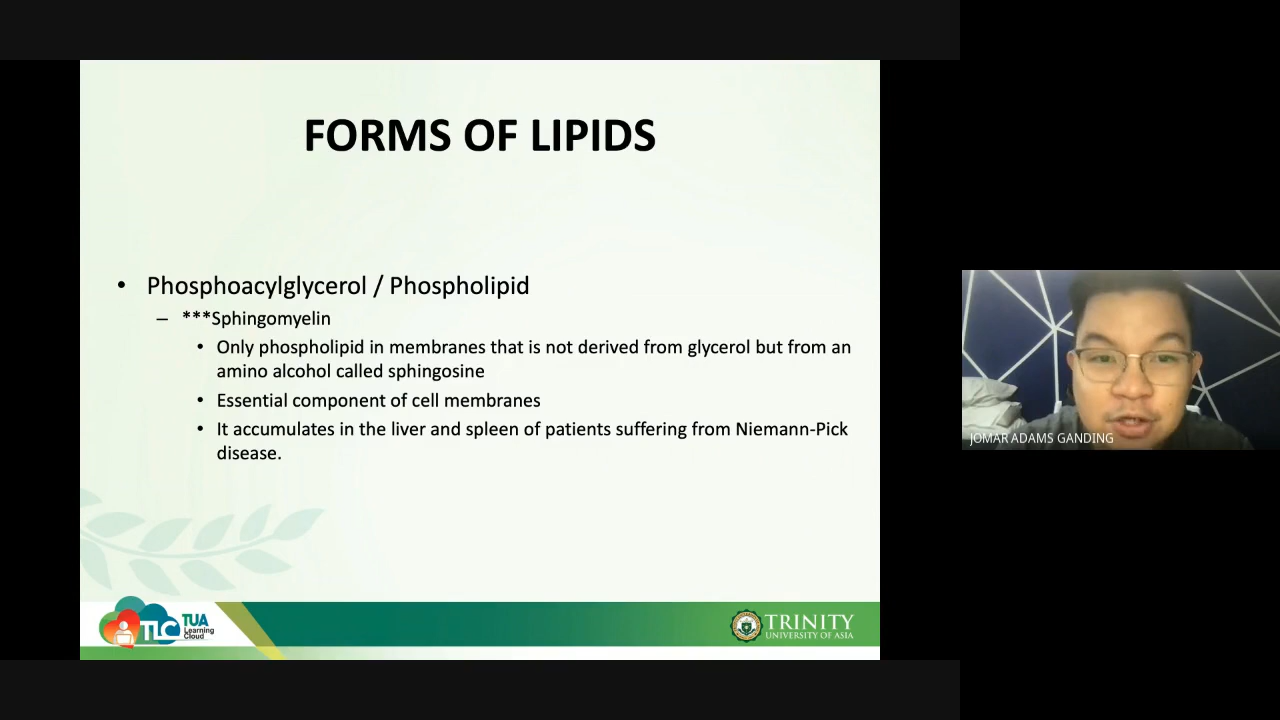 FORMS OF LIPIDS
• Phosphoacylglycerol / Phospholipid
– ***Sphingomyelin
• Only phospholipid in membranes that is not derived from glycerol but from an
amino alcohol called sphingosine
• Essential component of cell membranes
• It accumulates in the liver and spleen of patients suffering from Niemann-Pick
disease.
JOMAR ADAMS GANDING
TLC
TUA
Learning
Cloud
TRINITY
UNIVERSITY OF ASIA